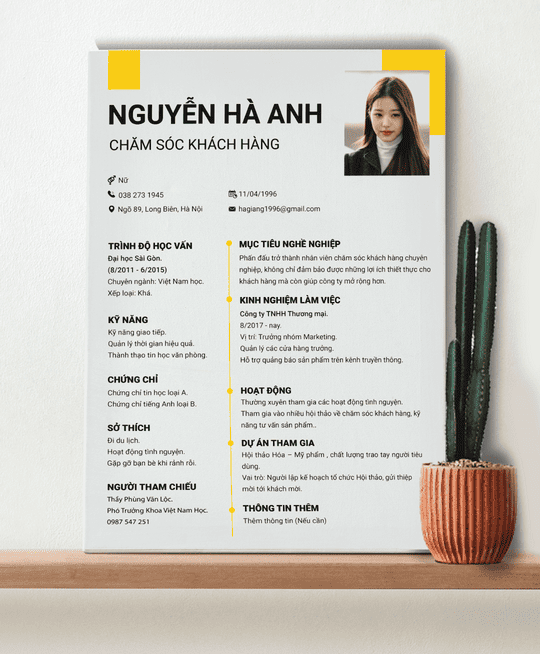 NGUYỄN HÀ ANH
CHĂM SÓC KHÁCH HÀNG
Nữ
038 273 1945
Ngõ 89, Long Biên, Hà Nội
11/04/1996
hagiang1996@gmail.com
TRÌNH ĐỘ HỌC VẤN
Đại học Sài Gòn.
(8/2011 - 6/2015)
Chuyên ngành: Việt Nam học.
Xếp loại: Khá.
KỸ NĂNG
Kỹ năng giao tiếp.
Quản lý thời gian hiệu quả.
Thành thạo tin học văn phòng.
CHỨNG CHỈ
Chứng chỉ tin học loại A.
Chứng chỉ tiếng Anh loại B.
SỞ THÍCH
Đi du lịch.
Hoạt động tình nguyện.
Gặp gỡ bạn bè khi rảnh rỗi.
NGƯỜI THAM CHIẾU
Thầy Phùng Văn Lộc.
Phó Trưởng Khoa Việt Nam Học.
0987 547 251
MỤC TIÊU NGHỀ NGHIỆP
Phấn đấu trở thành nhân viên chăm sóc khách hàng chuyên
nghiệp, không chỉ đảm bảo được những lợi ích thiết thực cho
khách hàng mà còn giúp công ty mở rộng hơn.
KINH NGHIỆM LÀM VIỆC
Công ty TNHH Thương mại.
8/2017 - nay.
Vị trí: Trưởng nhóm Marketing.
Quản lý các cửa hàng trưởng.
Hỗ trợ quảng báo sản phẩm trên kênh truyền thông.
HOẠT ĐỘNG
Thường xuyên tham gia các hoạt động tình nguyện.
Tham gia vào nhiều hội thảo về chăm sóc khách hàng, kỹ
năng tư vấn sản phẩm..
DỰ ÁN THAM GIA
Hội thảo Hóa – Mỹ phẩm , chất lượng trao tay người tiêu
dùng.
Vai trò: Người lập kế hoạch tổ chức Hội thảo, gửi thiệp
mời tới khách mời.
THÔNG TIN THÊM
Thêm thông tin (Nếu cần)